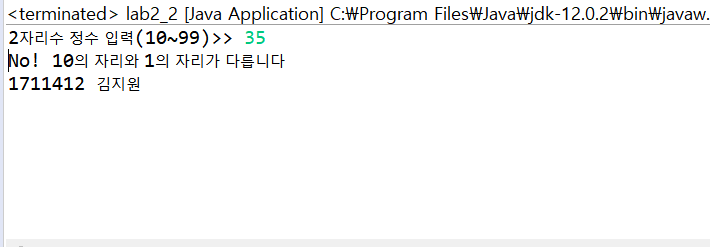 <terminated> lab2_2 [Java Application] C:₩Program Files₩Java₩jdk-12.0.2₩bin₩javaw.
2자리수 정수 입력(10~99)>> 35
No! 10의 자리와 1의 자리가 다릅니다
1711412 김지원